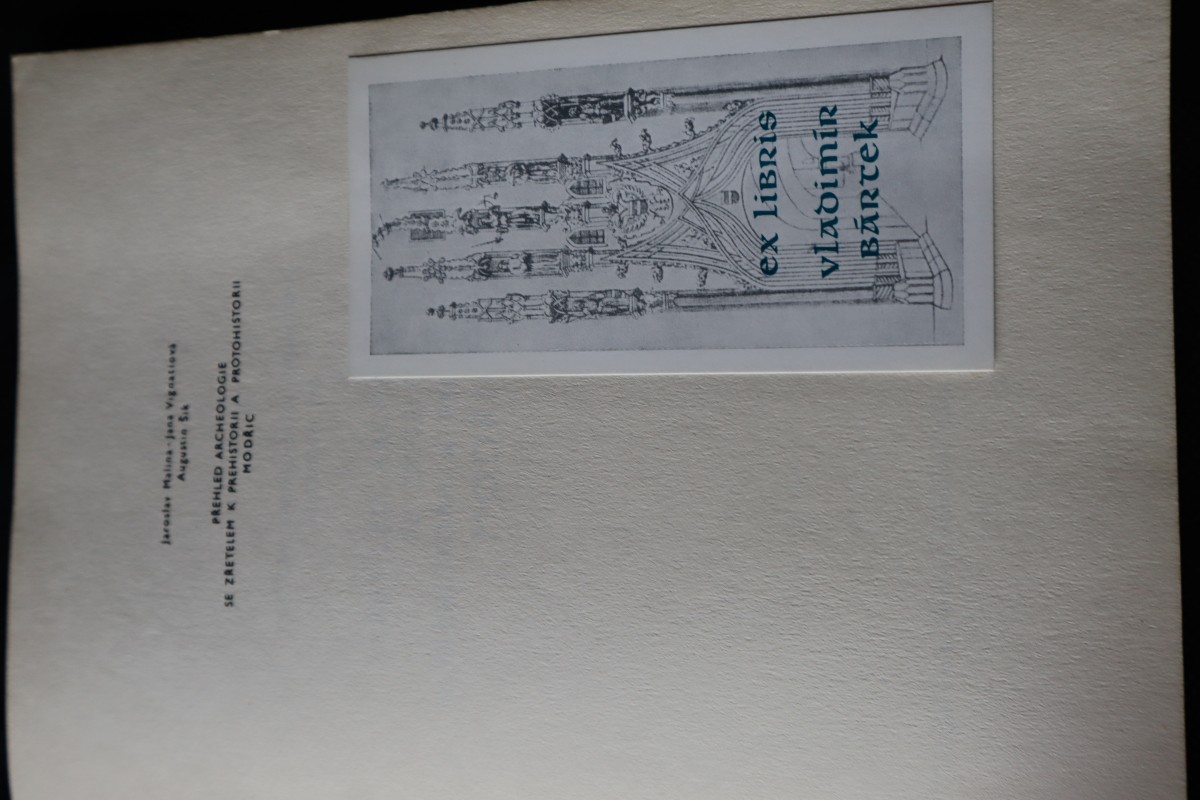 Jaroslav Malina - Jana Vignatiová
Augustin Šik
PŘEHLED ARCHEOLOGIE
SE ZŘETELEM K PREHISTORII A PROTOHISTORII
MODŘIC
EX LIBRIS
VLADIMÍR
BÁRTEK